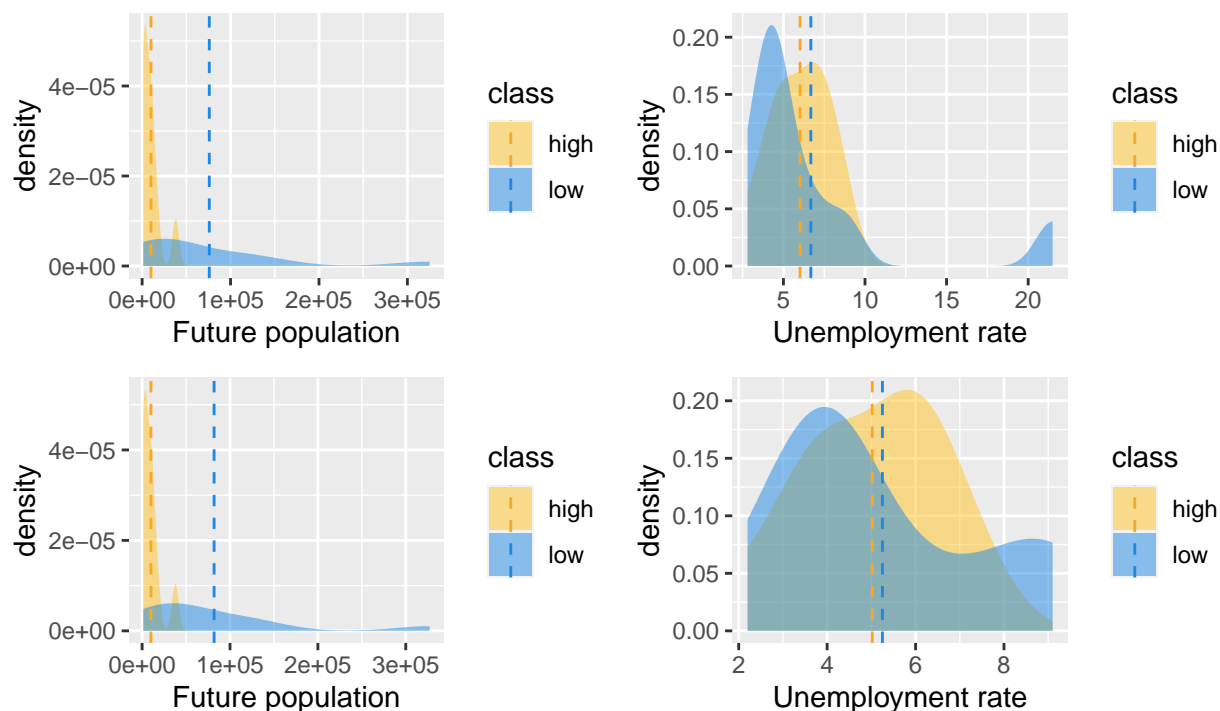 density
4e−05
2e−05
0e+00
0e+00 1e+05 2e+05 3e+05
Future population
class
high
low
density
0.20
0.15
0.10
0.05
0.00
5 10 15 20
Unemployment rate
class
high
low
density
4e−05
2e−05
0e+00
0e+00 1e+05 2e+05 3e+05
Future population
class
high
low
density
0.20
0.15
0.10
0.05
0.00
2 4 6 8
Unemployment rate
class
high
low